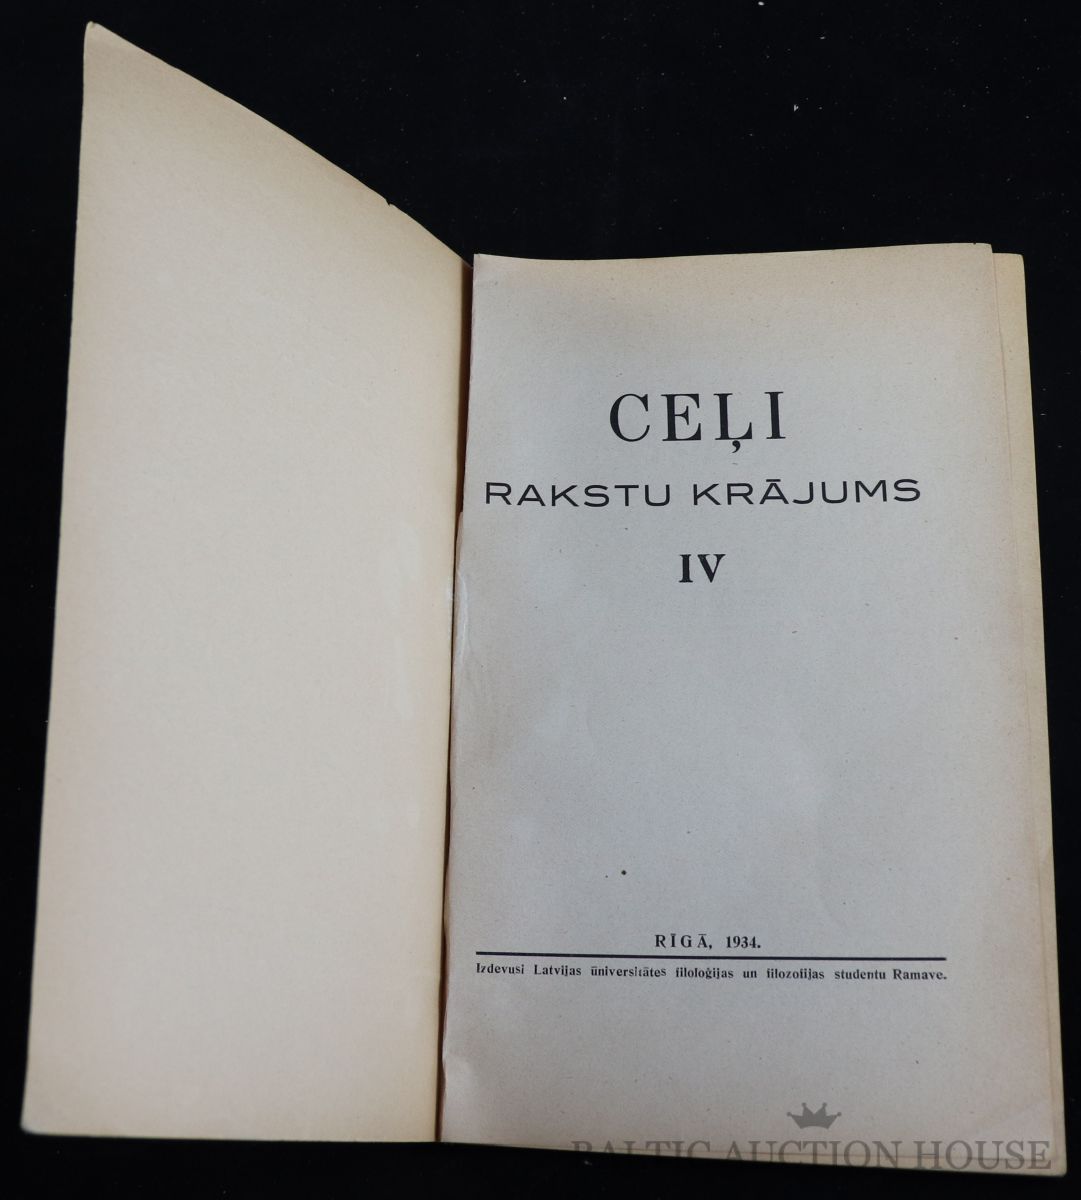 CEĻI
RAKSTU KRĀJUMS
IV
RĪGĀ, 1934.
Izdevusi Latvijas ūniversitātes filoloģijas un filozofijas studentu Ramave.
BALTIC AUCTION HOUSE